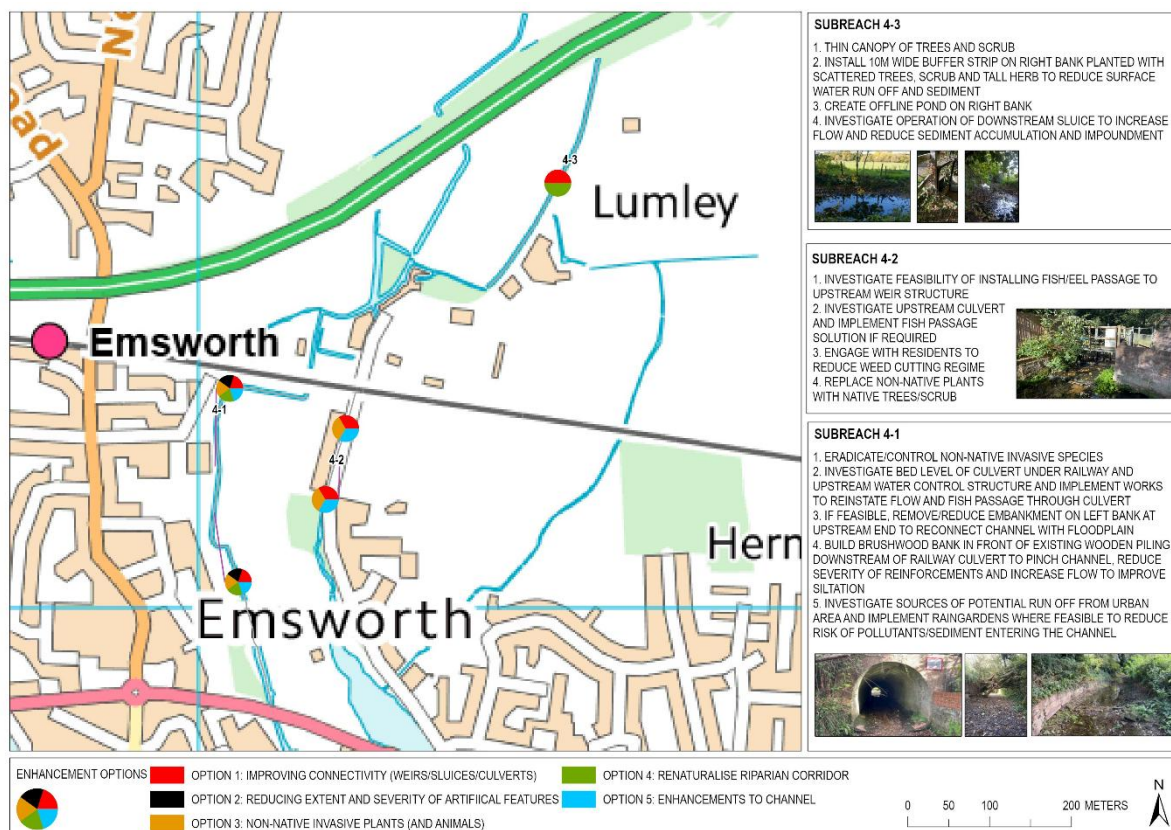 No
ad
4-3
Lumley
Emsworth
4-1
4-2
Hern
Emsworth
SUBREACH 4-3
1. THIN CANOPY OF TREES AND SCRUB
2. INSTALL 10M WIDE BUFFER STRIP ON RIGHT BANK PLANTED WITH
SCATTERED TREES, SCRUB AND TALL HERB TO REDUCE SURFACE
WATER RUN OFF AND SEDIMENT
3. CREATE OFFLINE POND ON RIGHT BANK
4. INVESTIGATE OPERATION OF DOWNSTREAM SLUICE TO INCREASE
FLOW AND REDUCE SEDIMENT ACCUMULATION AND IMPOUNDMENT
SUBREACH 4-2
1. INVESTIGATE FEASIBILITY OF INSTALLING FISH/EEL PASSAGE TO
UPSTREAM WEIR STRUCTURE
2. INVESTIGATE UPSTREAM CULVERT
AND IMPLEMENT FISH PASSAGE
SOLUTION IF REQUIRED
3. ENGAGE WITH RESIDENTS TO
REDUCE WEED CUTTING REGIME
4. REPLACE NON-NATIVE PLANTS
WITH NATIVE TREES/SCRUB
SUBREACH 4-1
1. ERADICATE/CONTROL NON-NATIVE INVASIVE SPECIES
2. INVESTIGATE BED LEVEL OF CULVERT UNDER RAILWAY AND
UPSTREAM WATER CONTROL STRUCTURE AND IMPLEMENT WORKS
TO REINSTATE FLOW AND FISH PASSAGE THROUGH CULVERT
3. IF FEASIBLE, REMOVE/REDUCE EMBANKMENT ON LEFT BANK AT
UPSTREAM END TO RECONNECT CHANNEL WITH FLOODPLAIN
4. BUILD BRUSHWOOD BANK IN FRONT OF EXISTING WOODEN PILING
DOWNSTREAM OF RAILWAY CULVERT TO PINCH CHANNEL, REDUCE
SEVERITY OF REINFORCEMENTS AND INCREASE FLOW TO IMPROVE
SILTATION
5. INVESTIGATE SOURCES OF POTENTIAL RUN OFF FROM URBAN
AREA AND IMPLEMENT RAINGARDENS WHERE FEASIBLE TO REDUCE
RISK OF POLLUTANTS/SEDIMENT ENTERING THE CHANNEL
ENHANCEMENT OPTIONS
OPTION 1: IMPROVING CONNECTIVITY (WEIRS/SLUICES/CULVERTS)
OPTION 2: REDUCING EXTENT AND SEVERITY OF ARTIFIICAL FEATURES
OPTION 3: NON-NATIVE INVASIVE PLANTS (AND ANIMALS)
OPTION 4: RENATURALISE RIPARIAN CORRIDOR
OPTION 5: ENHANCEMENTS TO CHANNEL
0 50 100 200 METERS
N